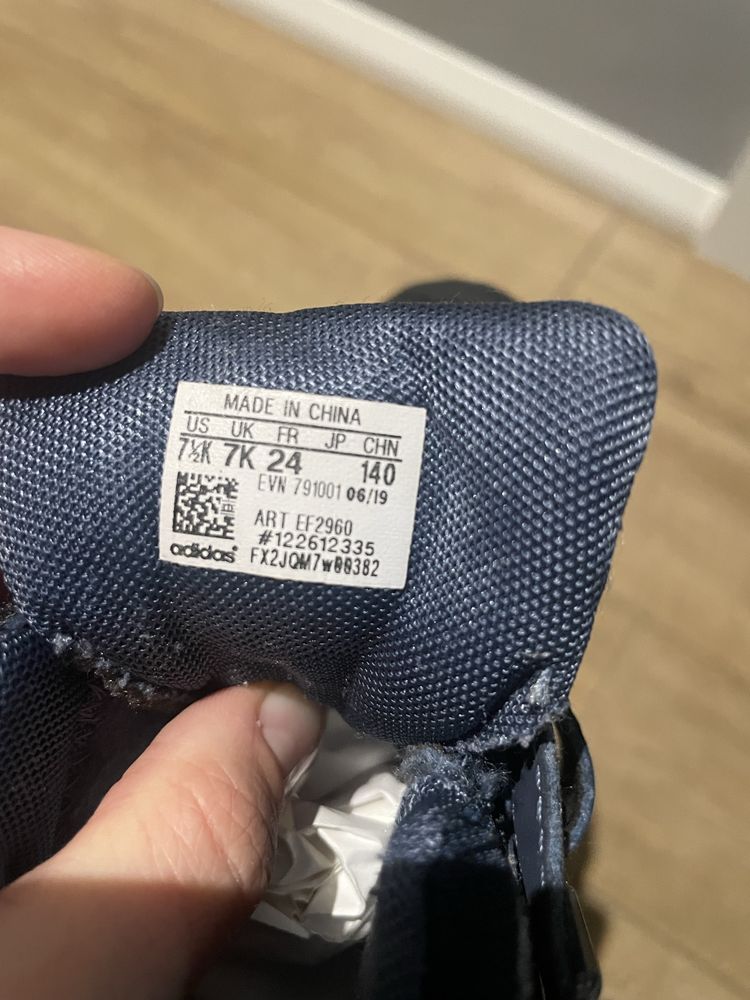 MADE IN CHINA
US UK FR JP CHN
7½K 7K 24 140
EVN 791001 06/19
ART EF2960
#122612335
adidas FX2JQM7w00382